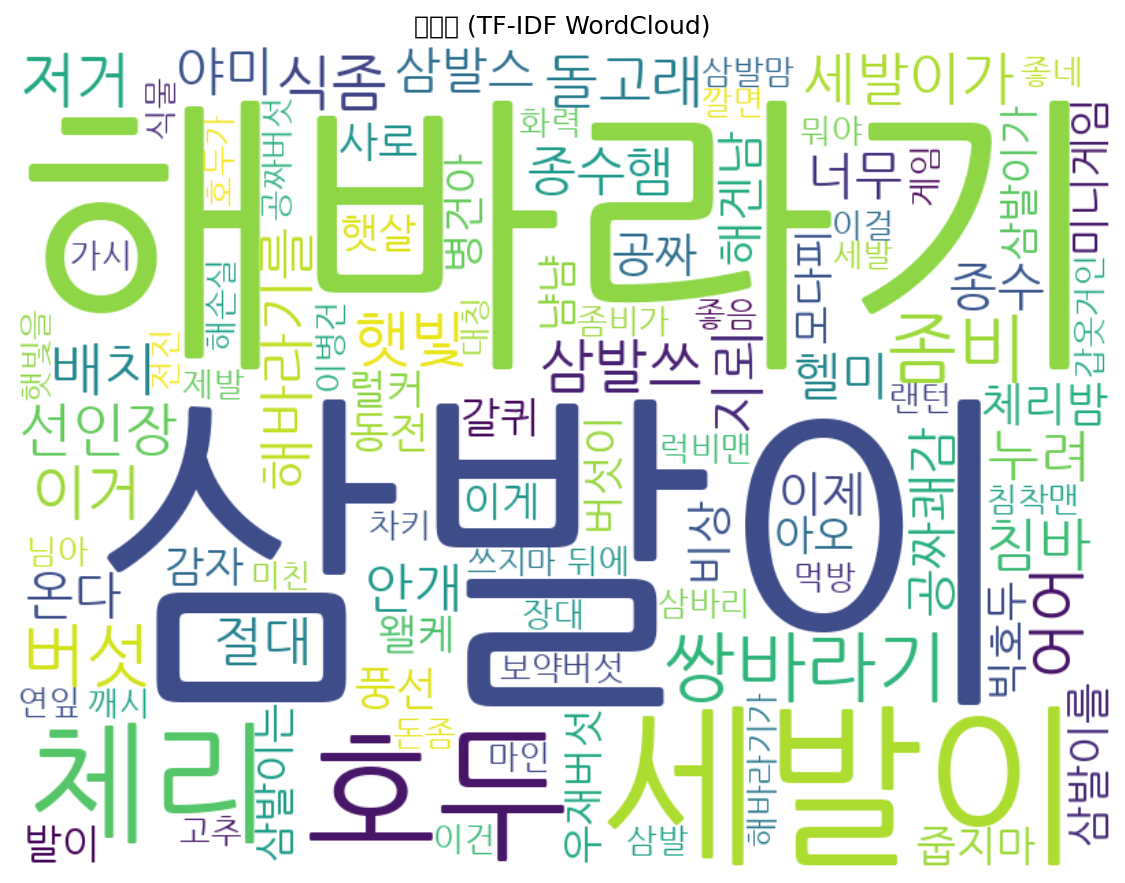 (TF-IDF WordCloud)
저거
야미
식좀
삼발스
돌고래
삼발맘
깔면
세발이가
좋네
식물
해바라기
호두가
공짜버섯
사로
병건아
화력
종수햄
해겐남
뭐야
너무
게임
삼발이가
미니게임
가시
햇살
공짜
이걸
세발
모다피
종수
갑옷거인
햇빛을
배치
전진
해손실
제발
해바라기를
이병건
햇빛
대칭
냠냠
좀비가
좋음
삼발쓰
지뢰
헬미
좀비
랜턴
체리밤
선인장
럴커
동전
갈퀴
버섯이
럭비맨
공짜쾌감
누려
이거
삼발이
이게
차키
비상
이제
아오
침착맨
침바
님아
온다
감자
미친
안개
쓰지마
뒤에
먹방
삼바리
장대
왤케
박호두
어어
버섯
절대
보약버섯
쌍바라기
연잎
깨시
풍선
돈좀
체리
삼발이는
호두
마인
우재버섯
세발이
해바라기가
삼발이를
발이
고추
이건
삼발
줍지마